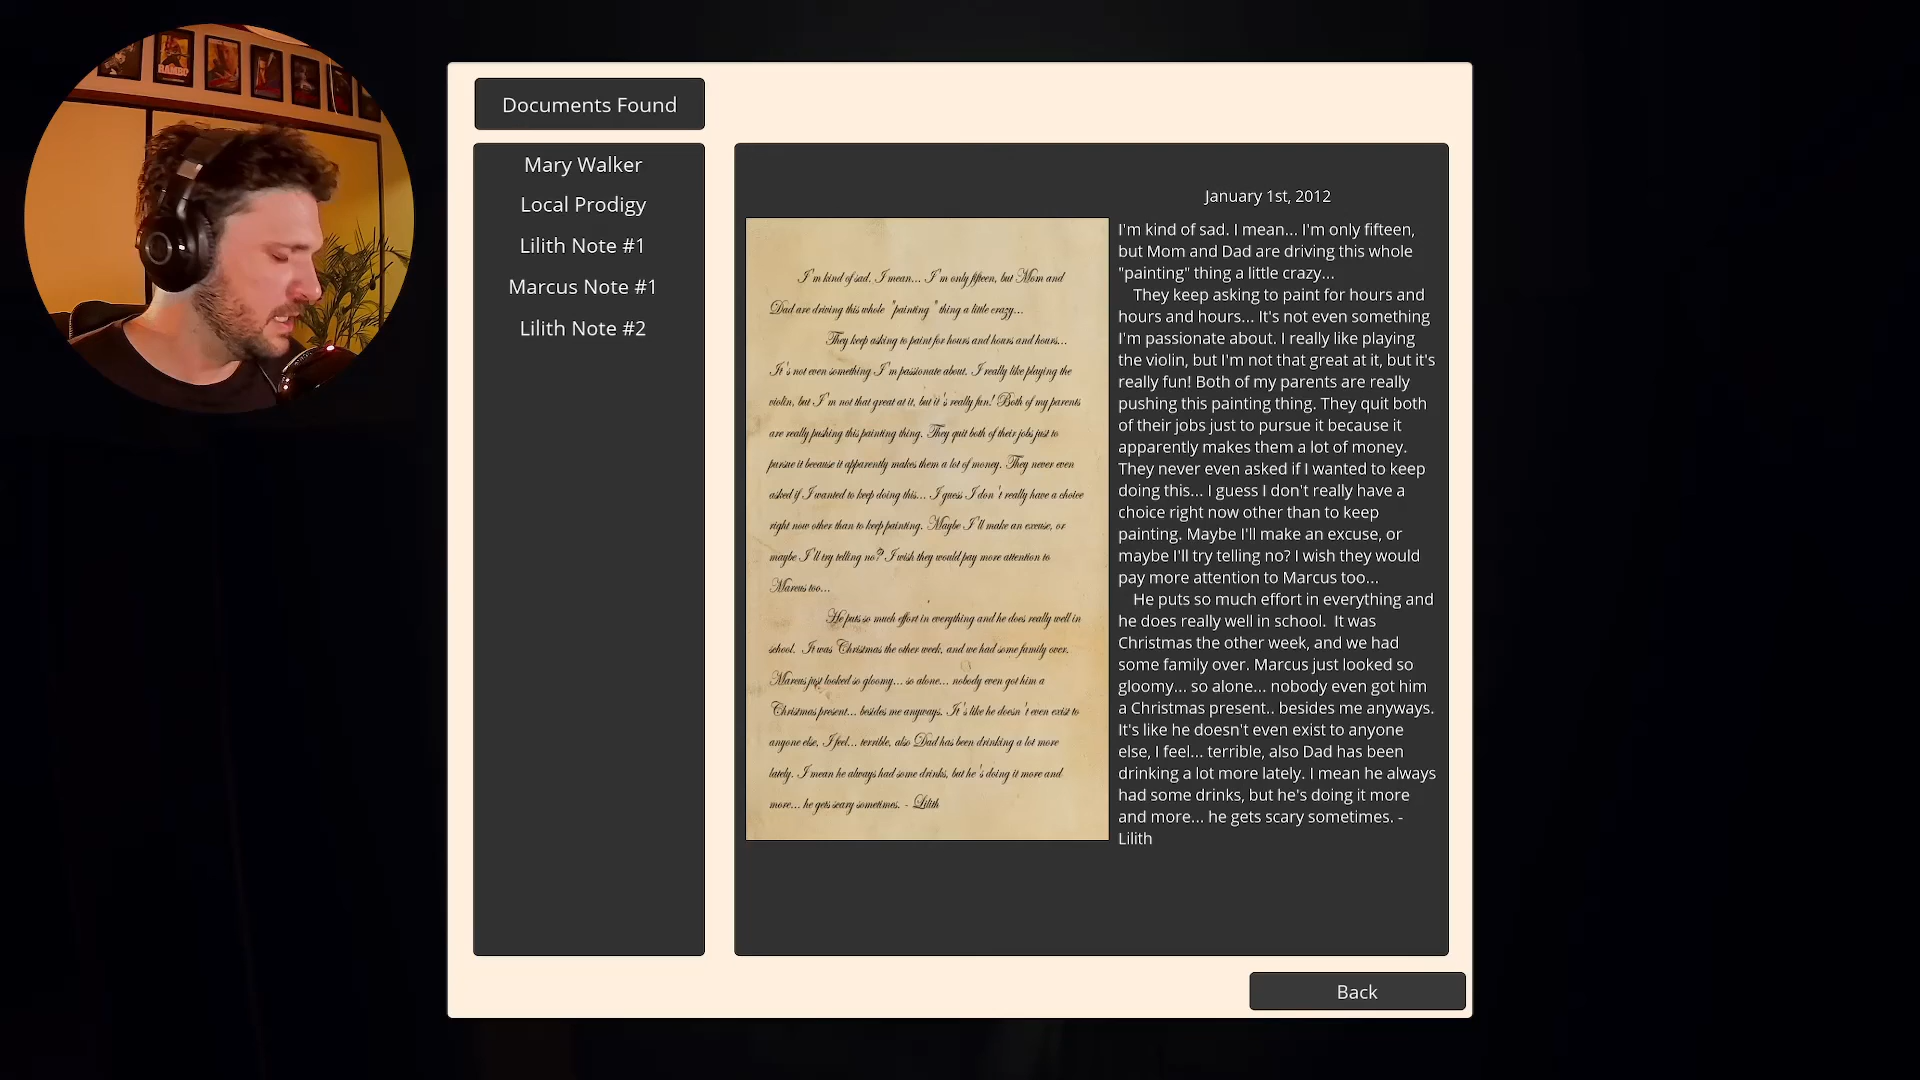 RAMBO
Documents Found
Mary Walker
Local Prodigy
Lilith Note #1
Marcus Note #1
Lilith Note #2
I'm kind of sad. I mean... I'm only fifteen, but Mom and
Dad are driving this whole "painting" thing a little crazy...
They keep asking to paint for hours and hours and hours...
It's not even something I'm passionate about. I really like playing the
violin, but I'm not that great at it, but it's really fun! Both of my parents
are really pushing this painting thing. They quit both of their jobs just to
pursue it because it apparently makes them a lot of money. They never even
asked if I wanted to keep doing this... I guess I don't really have a choice
right now other than to keep painting. Maybe I'll make an excuse, or
maybe I'll try telling no? I wish they would pay more attention to
Marcus too...
He puts so much effort in everything and he does really well in
school. It was Christmas the other week, and we had some family over.
Marcus just looked so gloomy... so alone... nobody even got him a
Christmas present... besides me anyways. It's like he doesn't even exist to
anyone else, I feel... terrible, also Dad has been drinking a lot more
lately. I mean he always had some drinks, but he's doing it more and
more... he gets scary sometimes. - Lilith
January 1st, 2012
I'm kind of sad. I mean... I'm only fifteen,
but Mom and Dad are driving this whole
"painting" thing a little crazy...
They keep asking to paint for hours and
hours and hours... It's not even something
I'm passionate about. I really like playing
the violin, but I'm not that great at it, but it's
really fun! Both of my parents are really
pushing this painting thing. They quit both
of their jobs just to pursue it because it
apparently makes them a lot of money.
They never even asked if I wanted to keep
doing this... I guess I don't really have a
choice right now other than to keep
painting. Maybe I'll make an excuse, or
maybe I'll try telling no? I wish they would
pay more attention to Marcus too...
He puts so much effort in everything and
he does really well in school.  It was
Christmas the other week, and we had
some family over. Marcus just looked so
gloomy... so alone... nobody even got him
a Christmas present.. besides me anyways.
It's like he doesn't even exist to anyone
else, I feel... terrible, also Dad has been
drinking a lot more lately. I mean he always
had some drinks, but he's doing it more
and more... he gets scary sometimes. -
Lilith
Back